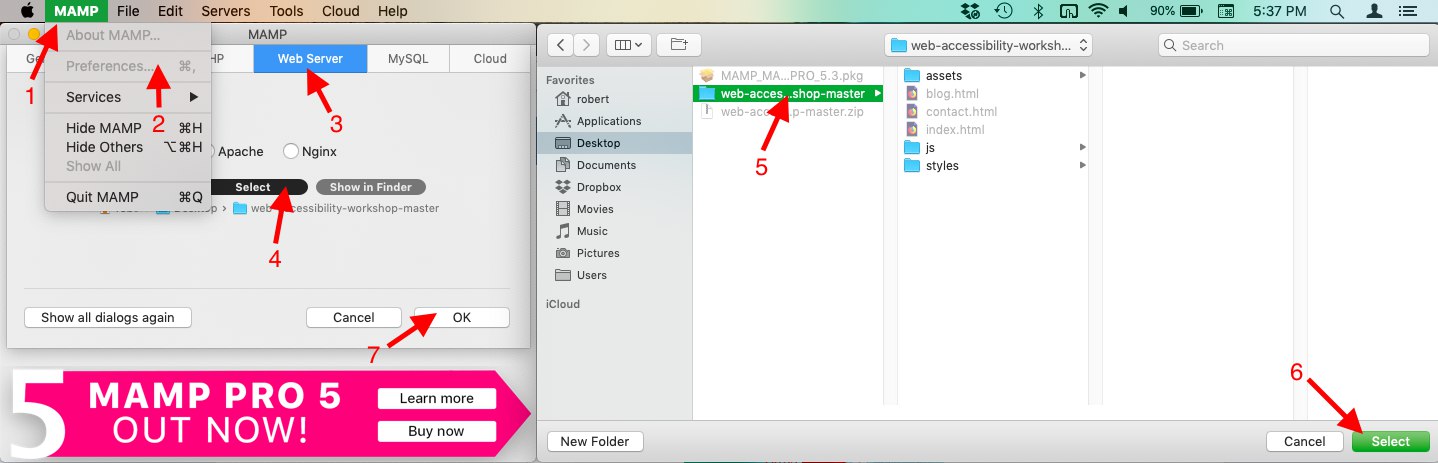 MAMP File Edit Servers Tools Cloud Help
90% 5:37 PM
MAMP
About MAMP...
Preferences... ⌘,
Services
Hide MAMP ⌘H
Hide Others ⌥⌘H
Show All
Quit MAMP ⌘Q
1
2
Ge HP Web Server MySQL Cloud
3
Apache Nginx
Select Show in Finder
web-accessibility-workshop-master
4
Show all dialogs again Cancel OK
7
5 MAMP PRO 5
OUT NOW!
Learn more
Buy now
web-accessibility-worksh... Search
Favorites
robert
Applications
Desktop
Documents
Dropbox
Movies
Music
Pictures
Users
iCloud
MAMP_MA...PRO_5.3.pkg
web-acces...shop-master
web-acc...p-master.zip
5
assets
blog.html
contact.html
index.html
js
styles
6
New Folder Cancel Select